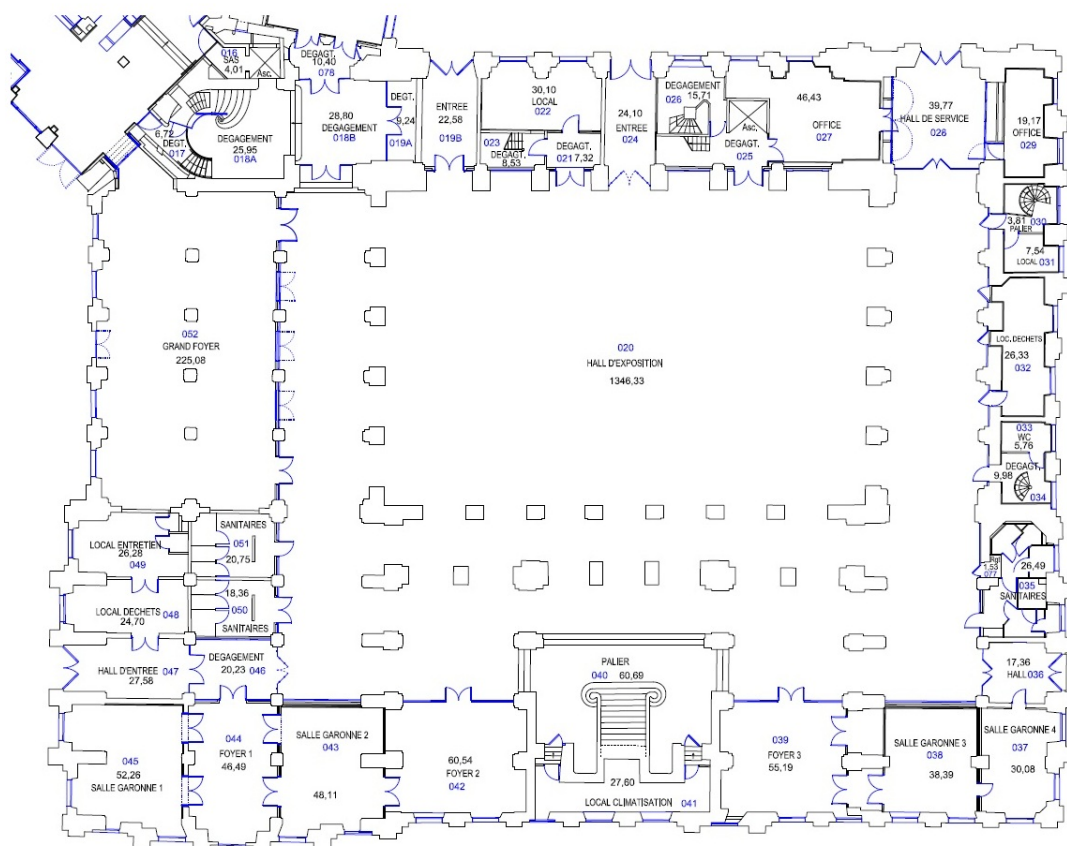 016
SAS
4,01
Asc.
DEGAGT.
10,40
078
6,72
DEGT.
017
DEGAGEMENT
25,95
018A
28,80
DEGAGEMENT
018B
DEGT.
9,24
019A
ENTREE
22,58
019B
30,10
LOCAL
022
023
DEGAGT.
8,53
DEGAGT.
021 7,32
24,10
ENTREE
024
DEGAGEMENT
026 15,71
Asc.
DEGAGT.
025
46,43
OFFICE
027
39,77
HALL DE SERVICE
028
19,17
OFFICE
029
3,81 030
PALIER
7,54
LOCAL 031
052
GRAND FOYER
225,08
020
HALL D'EXPOSITION
1346,33
LOC. DECHETS
26,33
032
033
WC
5,76
DEGAGT.
9,98
034
LOCAL ENTRETIEN
26,28
049
SANITAIRES
051
20,75
Rgt
1,53
077
26,49
035
SANITAIRES
LOCAL DECHETS 048
24,70
18,36
050
SANITAIRES
HALL D'ENTREE 047
27,58
DEGAGEMENT
20,23 046
PALIER
040 60,69
17,36
HALL 036
045
52,26
SALLE GARONNE 1
044
FOYER 1
46,49
SALLE GARONNE 2
043
48,11
60,54
FOYER 2
042
27,60
LOCAL CLIMATISATION 041
039
FOYER 3
55,19
SALLE GARONNE 3
038
38,39
SALLE GARONNE 4
037
30,08